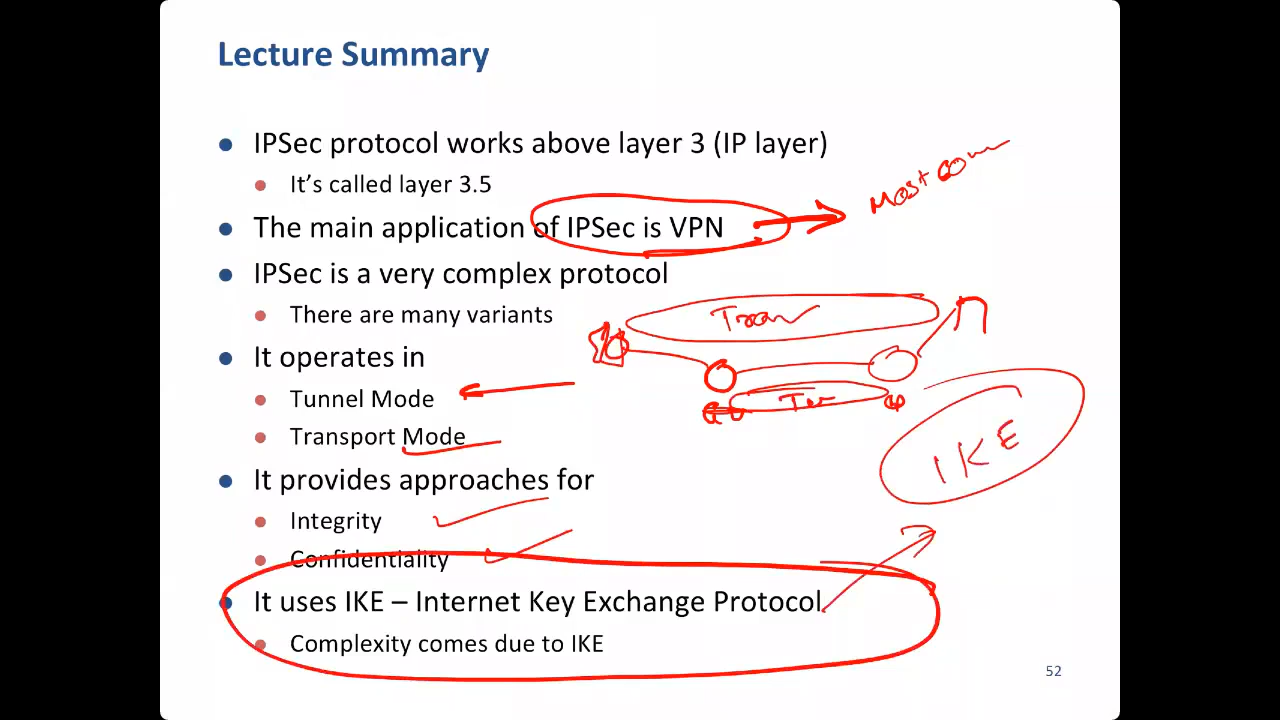 Lecture Summary
IPSec protocol works above layer 3 (IP layer)
It's called layer 3.5
Most com
The main application of IPSec is VPN
IPSec is a very complex protocol
There are many variants
Tran
It operates in
Tunnel Mode
Transport Mode
IKE
It provides approaches for
Integrity
Confidentiality
It uses IKE – Internet Key Exchange Protocol
Complexity comes due to IKE
52